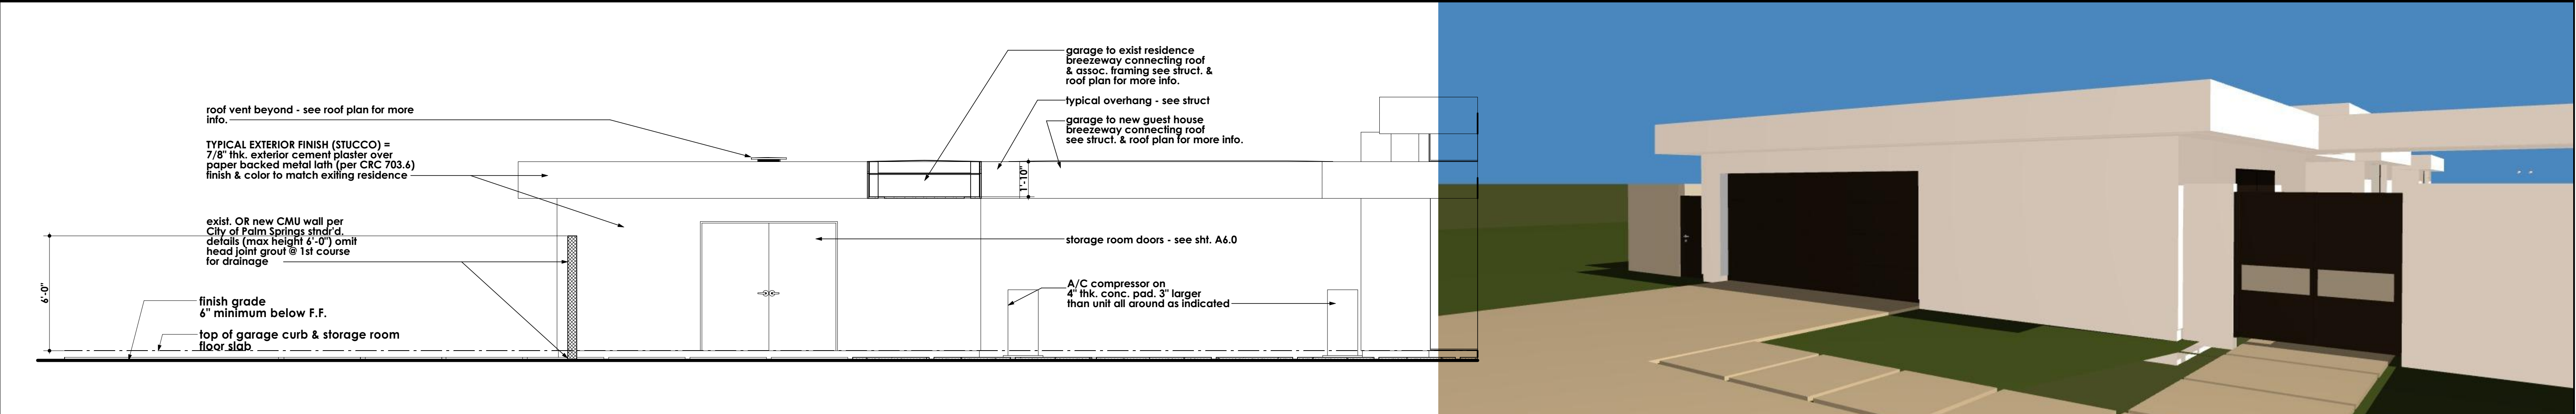 garage to exist residence
breezeway connecting roof
& assoc. framing see struct. &
roof plan for more info.
roof vent beyond - see roof plan for more
info.
typical overhang - see struct
garage to new guest house
breezeway connecting roof
see struct. & roof plan for more info.
TYPICAL EXTERIOR FINISH (STUCCO) =
7/8" thk. exterior cement plaster over
paper backed metal lath (per CRC 703.6)
finish & color to match exiting residence
1'-10"
exist. OR new CMU wall per
City of Palm Springs stndr'd.
details (max height 6'-0") omit
head joint grout @ 1st course
for drainage
storage room doors - see sht. A6.0
6'-0"
A/C compressor on
4" thk. conc. pad. 3" larger
than unit all around as indicated
finish grade
6" minimum below F.F.
top of garage curb & storage room
floor slab